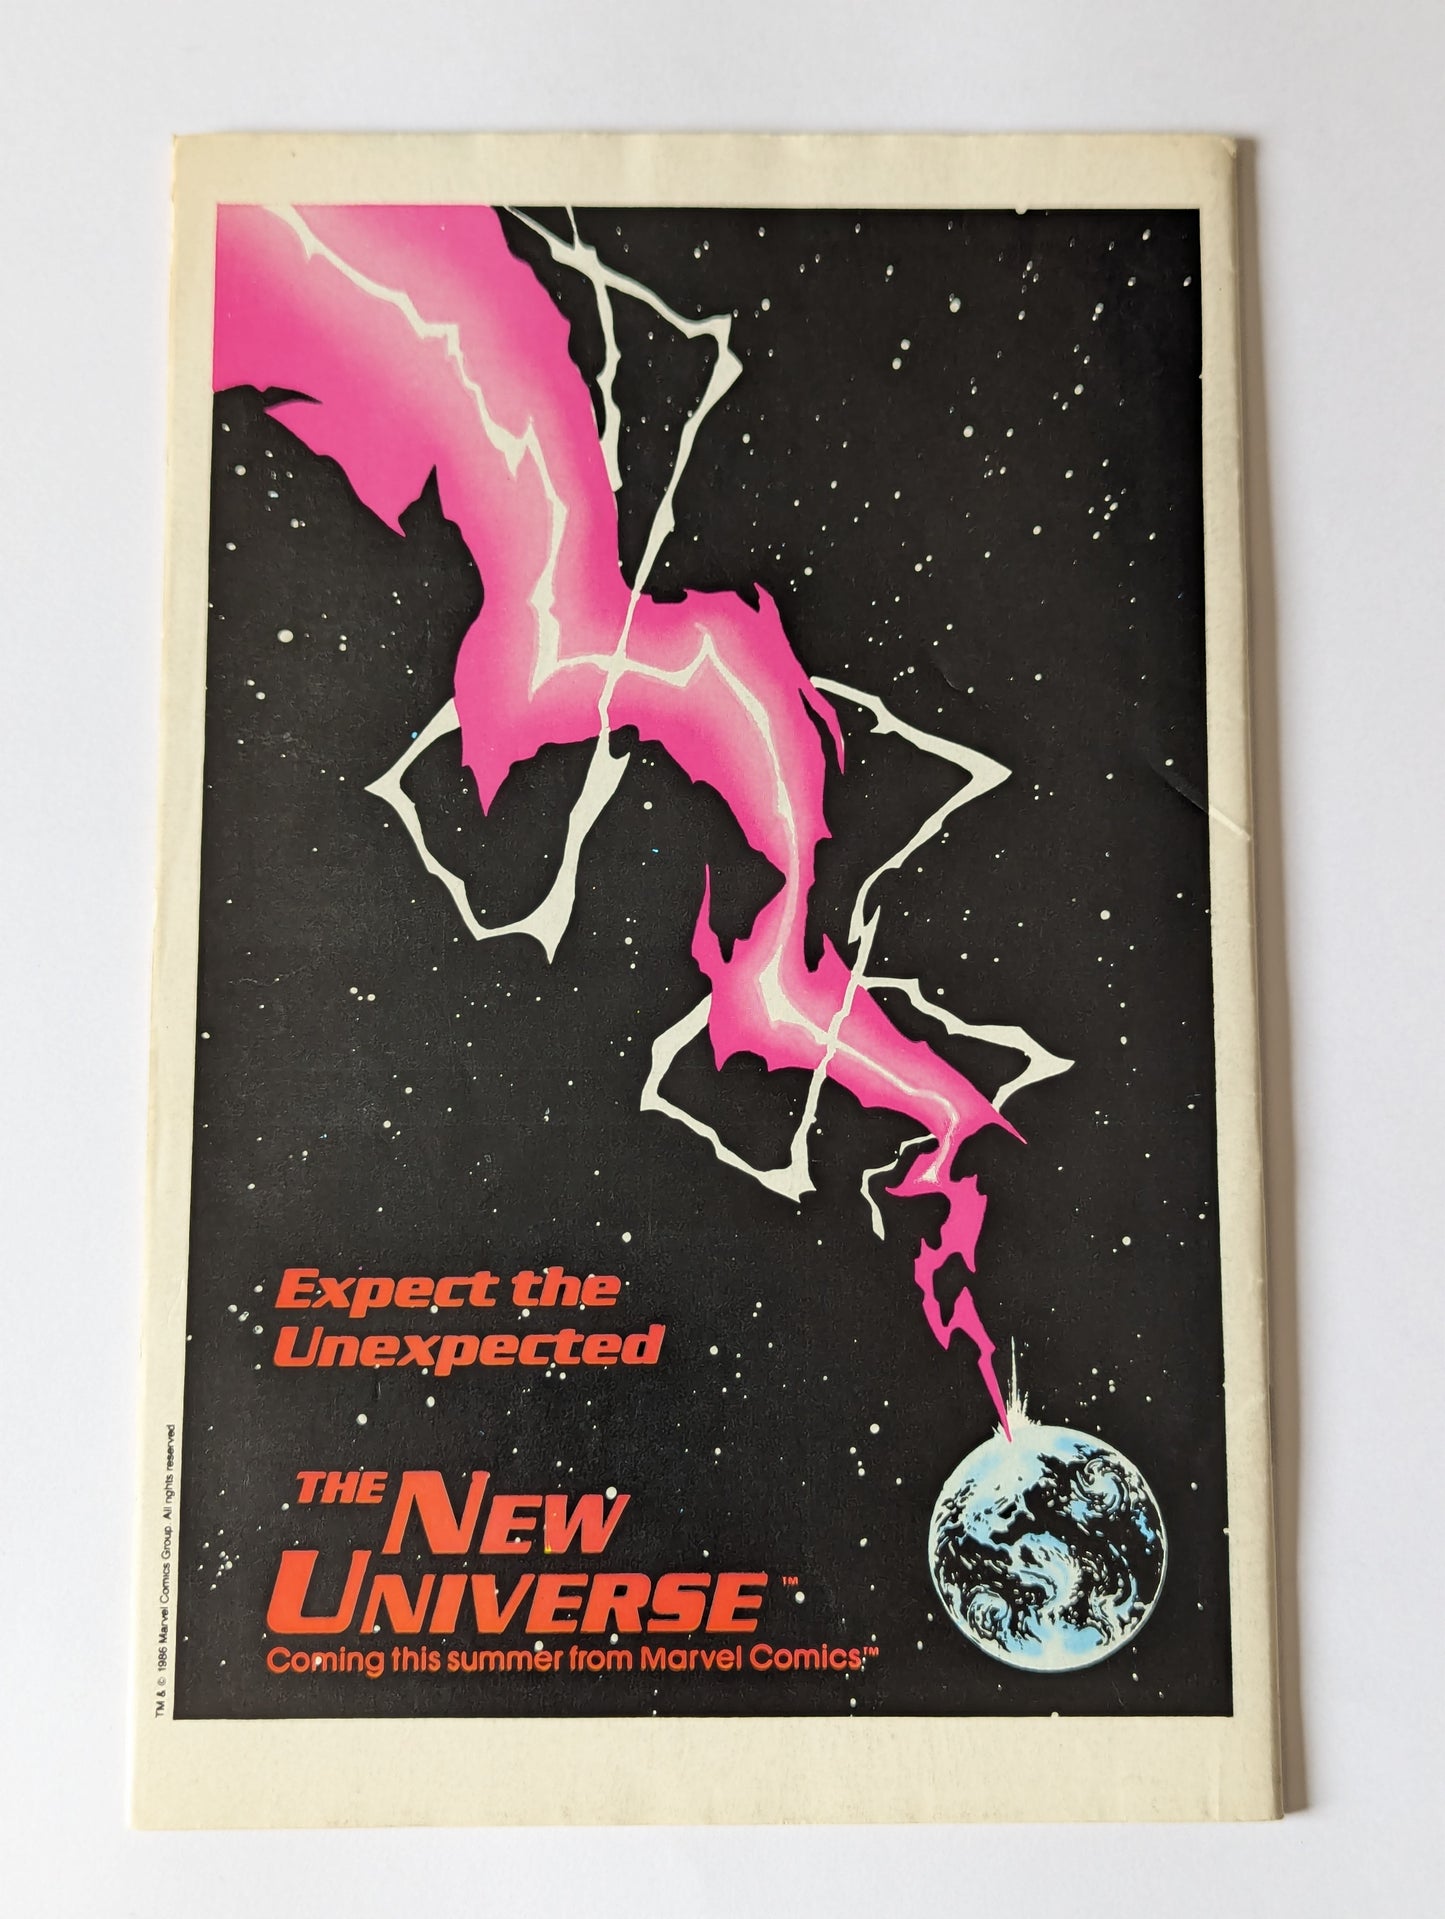 Expect the
Unexpected
THE NEW
UNIVERSE™
Coming this summer from Marvel Comics™
TM & © 1986 Marvel Comics Group. All rights reserved